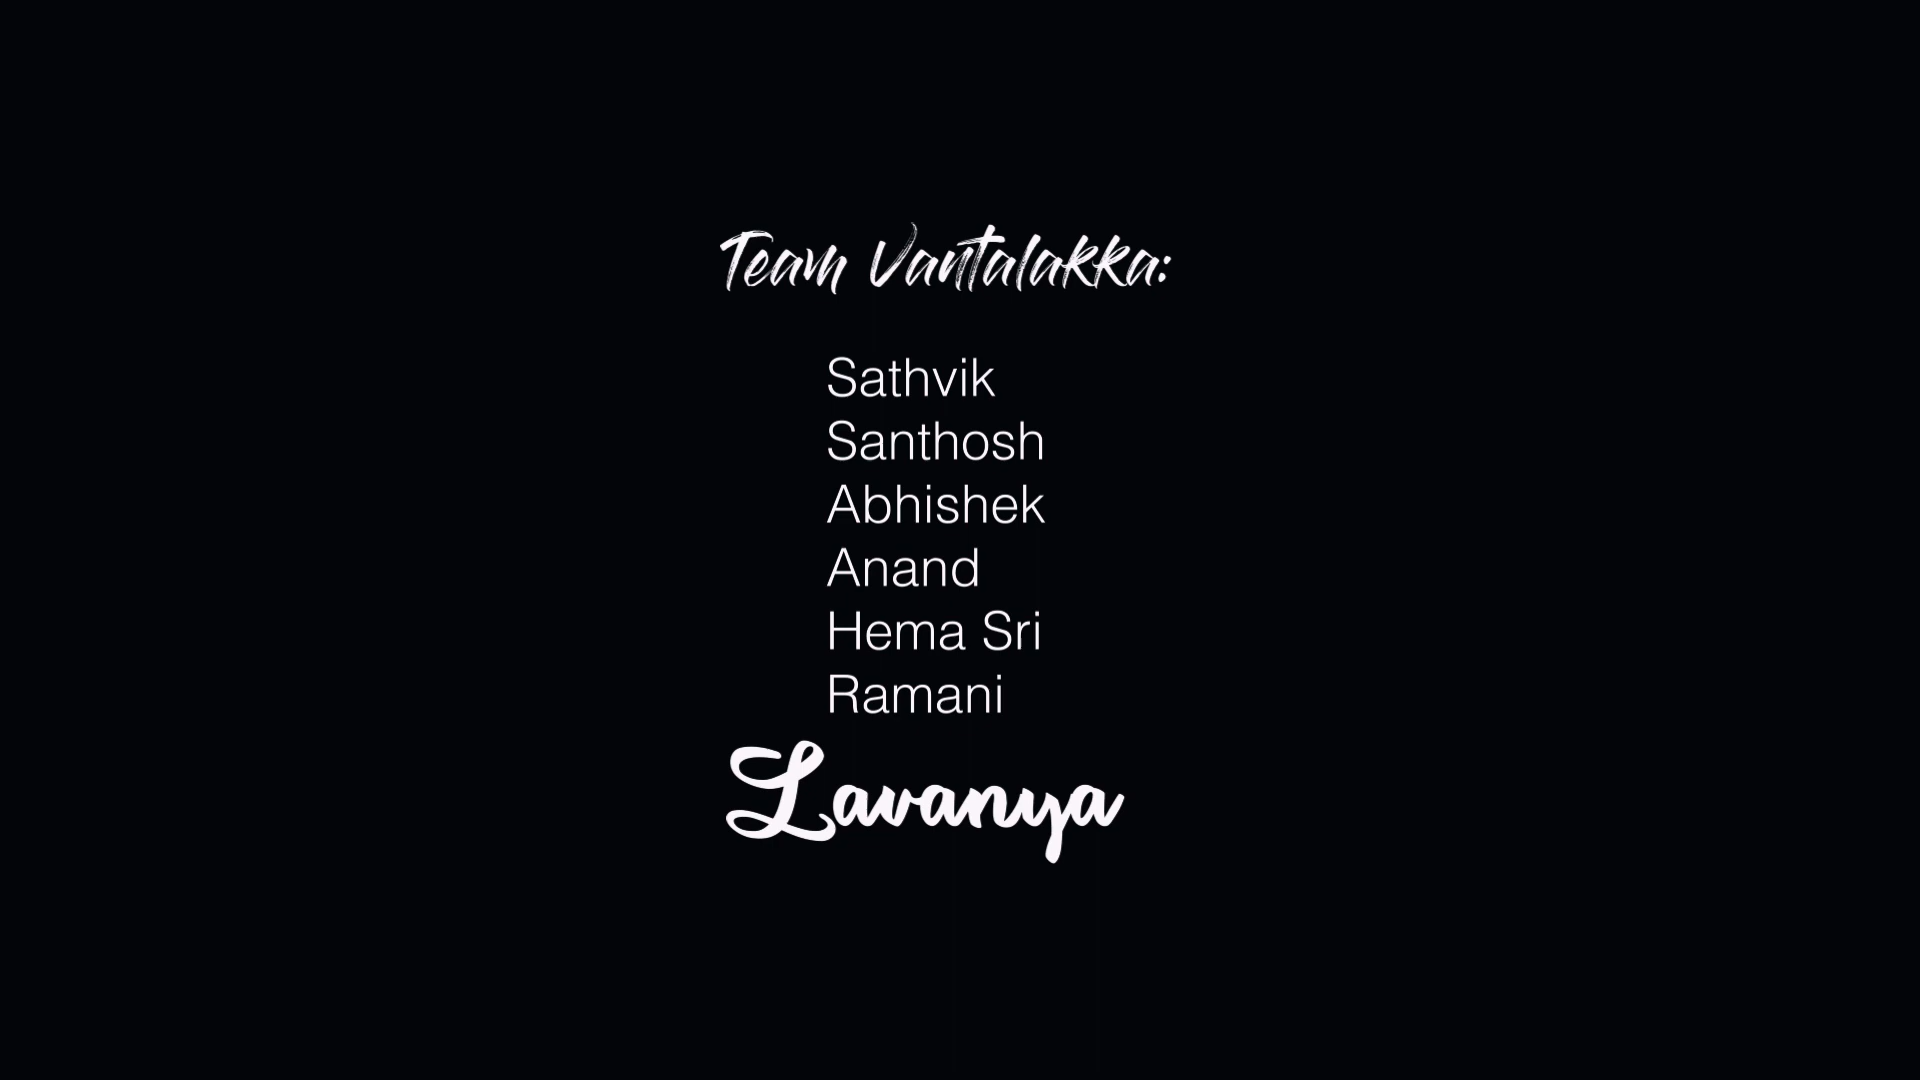 Team Vantalakka:
Sathvik
Santhosh
Abhishek
Anand
Hema Sri
Ramani
Lavanya